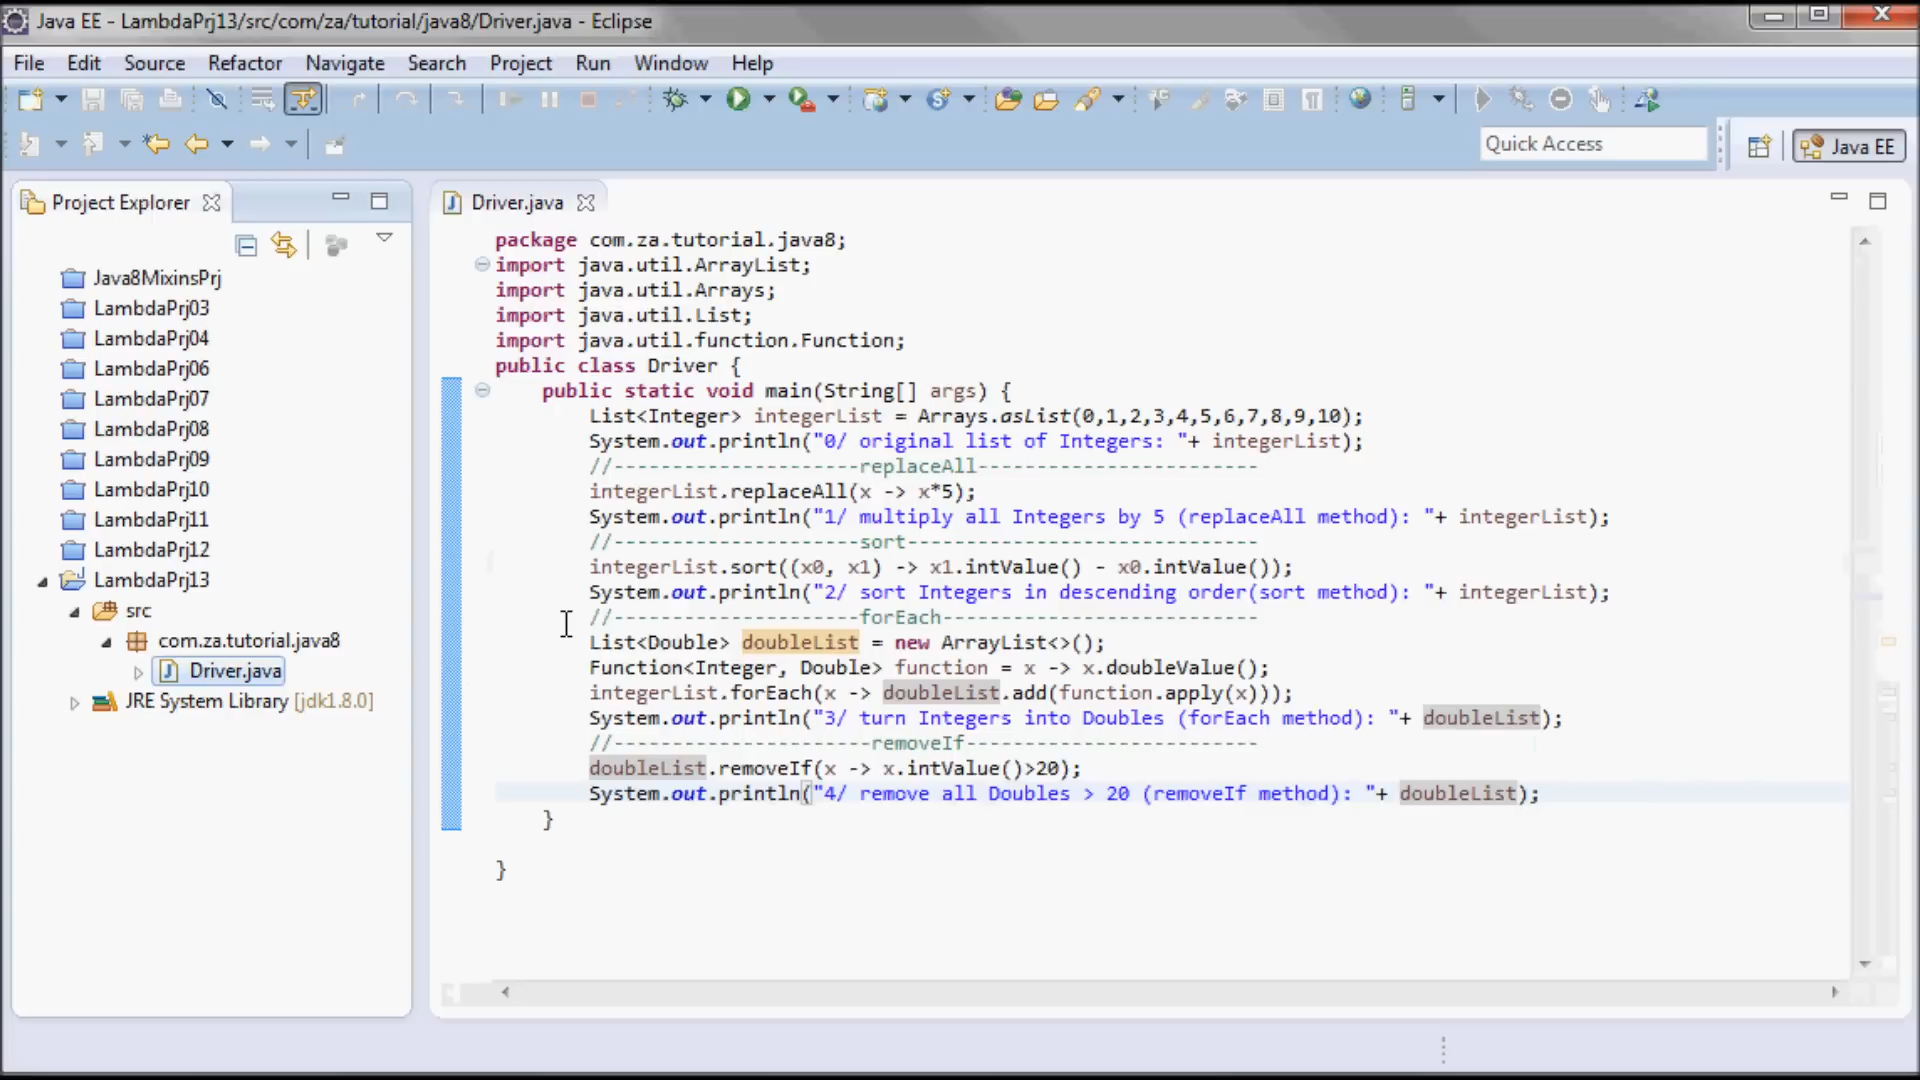 Java EE - LambdaPrj13/src/com/za/tutorial/java8/Driver.java - Eclipse
File Edit Source Refactor Navigate Search Project Run Window Help
Quick Access
Java EE
Project Explorer
Java8MixinsPrj
LambdaPrj03
LambdaPrj04
LambdaPrj06
LambdaPrj07
LambdaPrj08
LambdaPrj09
LambdaPrj10
LambdaPrj11
LambdaPrj12
LambdaPrj13
src
com.za.tutorial.java8
Driver.java
JRE System Library [jdk1.8.0]
Driver.java
package com.za.tutorial.java8;
import java.util.ArrayList;
import java.util.Arrays;
import java.util.List;
import java.util.function.Function;
public class Driver {
    public static void main(String[] args) {
        List<Integer> integerList = Arrays.asList(0,1,2,3,4,5,6,7,8,9,10);
        System.out.println("0/ original list of Integers: "+ integerList);
        //---------------------replaceAll------------------------
        integerList.replaceAll(x -> x*5);
        System.out.println("1/ multiply all Integers by 5 (replaceAll method): "+ integerList);
        //---------------------sort------------------------------
        integerList.sort((x0, x1) -> x1.intValue() - x0.intValue());
        System.out.println("2/ sort Integers in descending order(sort method): "+ integerList);
        //---------------------forEach---------------------------
        List<Double> doubleList = new ArrayList<>();
        Function<Integer, Double> function = x -> x.doubleValue();
        integerList.forEach(x -> doubleList.add(function.apply(x)));
        System.out.println("3/ turn Integers into Doubles (forEach method): "+ doubleList);
        //----------------------removeIf-------------------------
        doubleList.removeIf(x -> x.intValue()>20);
        System.out.println("4/ remove all Doubles > 20 (removeIf method): "+ doubleList);
    }
}